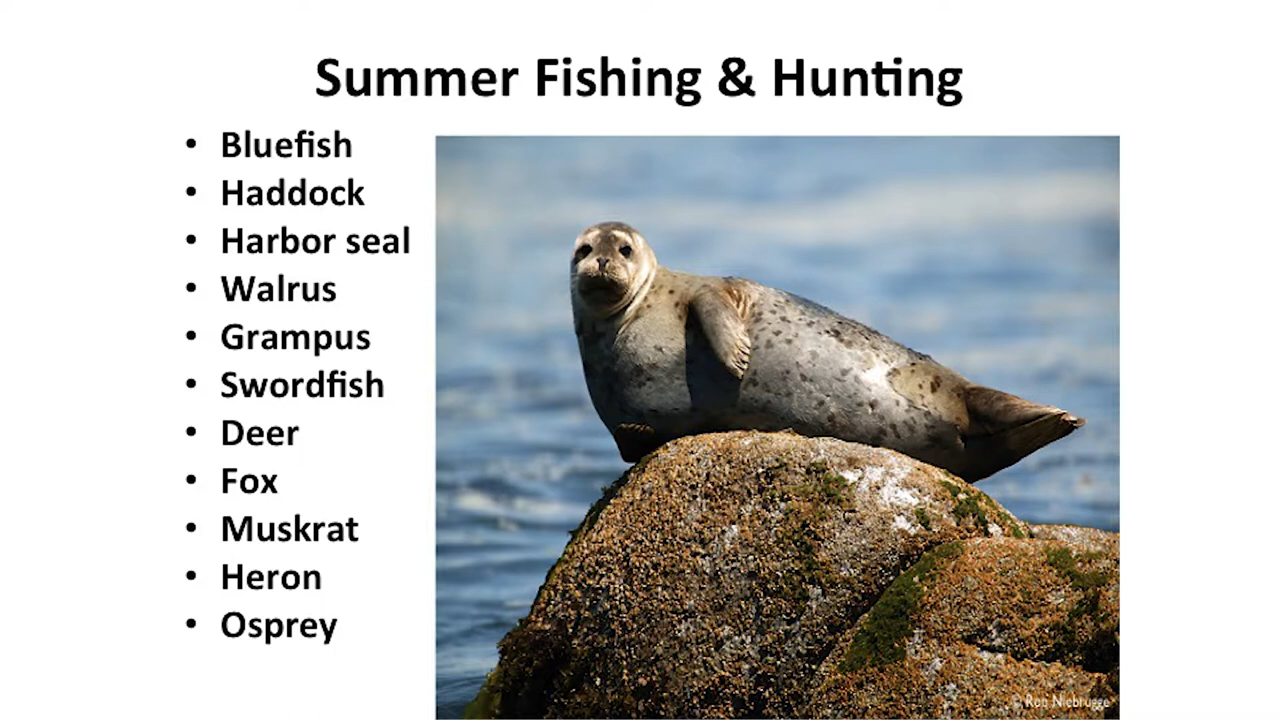 Summer Fishing & Hunting
• Bluefish
• Haddock
• Harbor seal
• Walrus
• Grampus
• Swordfish
• Deer
• Fox
• Muskrat
• Heron
• Osprey
© Ron Niebrugge